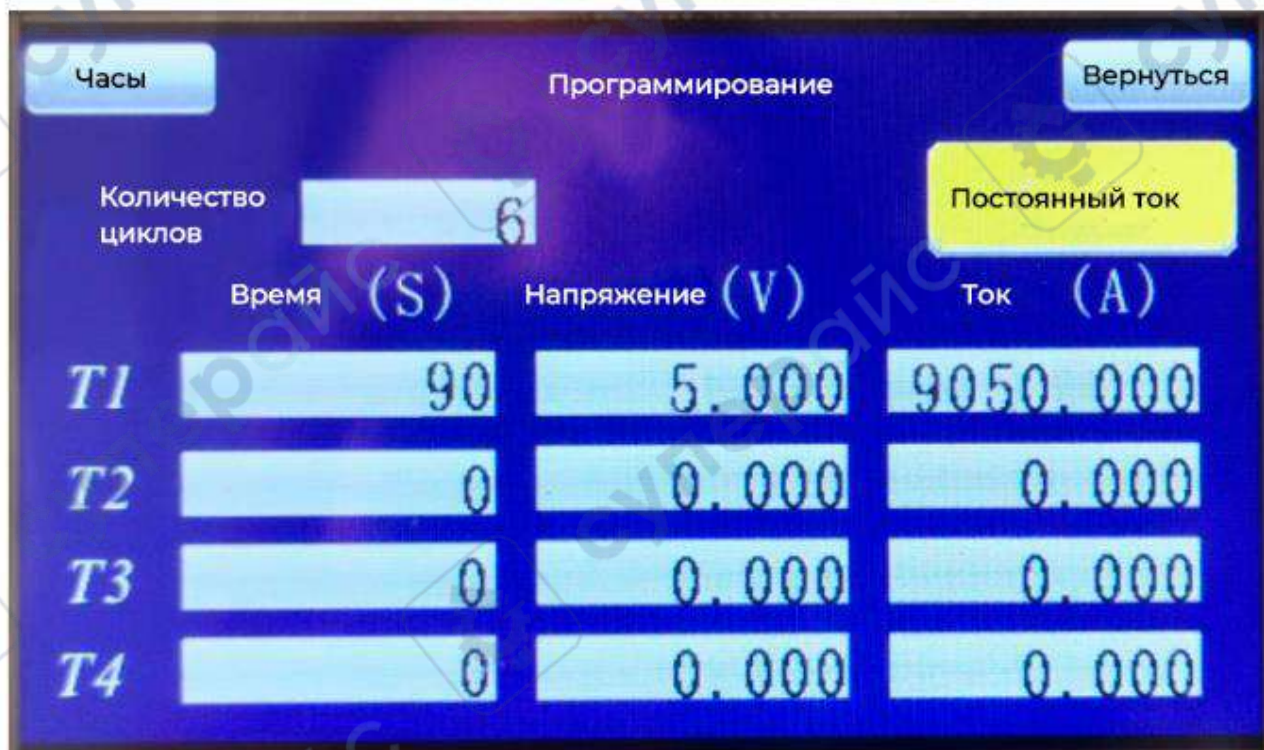 Часы
Программирование
Вернуться
Количество
циклов
6
Постоянный ток
Время (S) Напряжение (V) Ток (A)
T1 90 5.000 9050.000
T2 0 0.000 0.000
T3 0 0.000 0.000
T4 0 0.000 0.000
суперайс